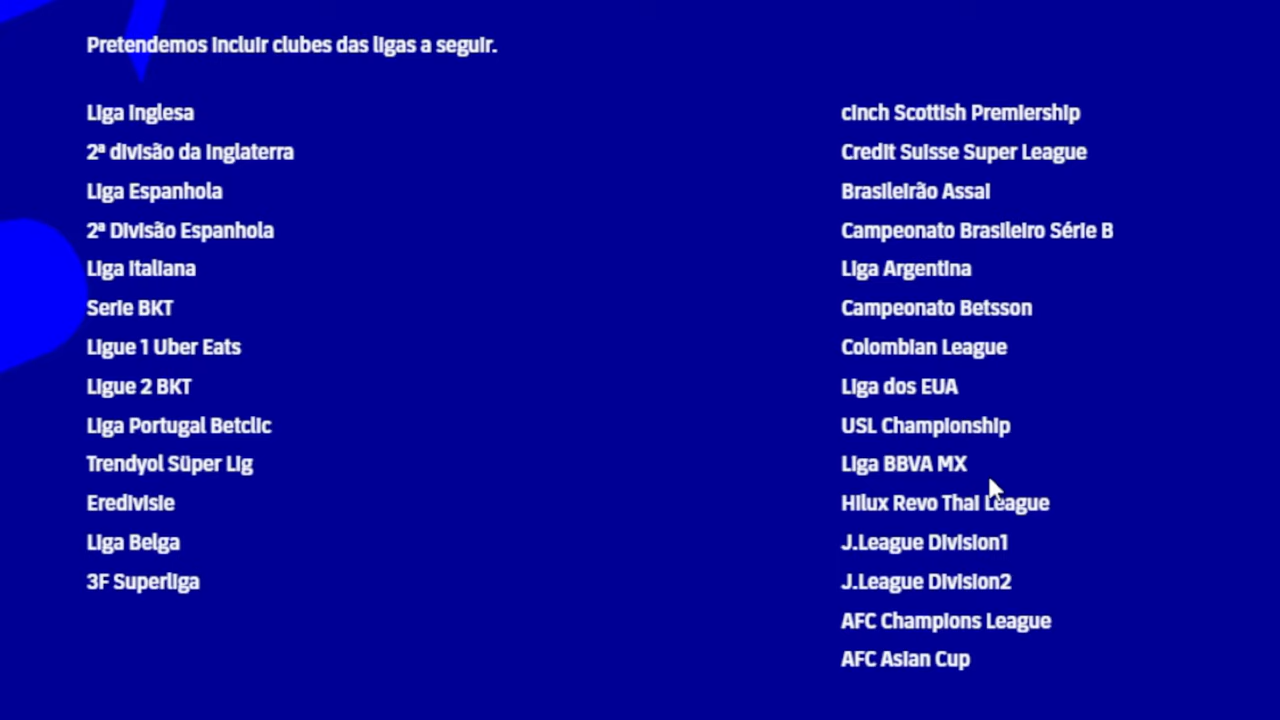 Pretendemos incluir clubes das ligas a seguir.
Liga Inglesa
2ª divisão da Inglaterra
Liga Espanhola
2ª Divisão Espanhola
Liga Italiana
Serie BKT
Ligue 1 Uber Eats
Ligue 2 BKT
Liga Portugal Betclic
Trendyol Süper Lig
Eredivisie
Liga Belga
3F Superliga
cinch Scottish Premiership
Credit Suisse Super League
Brasileirão Assaí
Campeonato Brasileiro Série B
Liga Argentina
Campeonato Betsson
Colombian League
Liga dos EUA
USL Championship
Liga BBVA MX
Hilux Revo Thai League
J.League Division1
J.League Division2
AFC Champions League
AFC Asian Cup